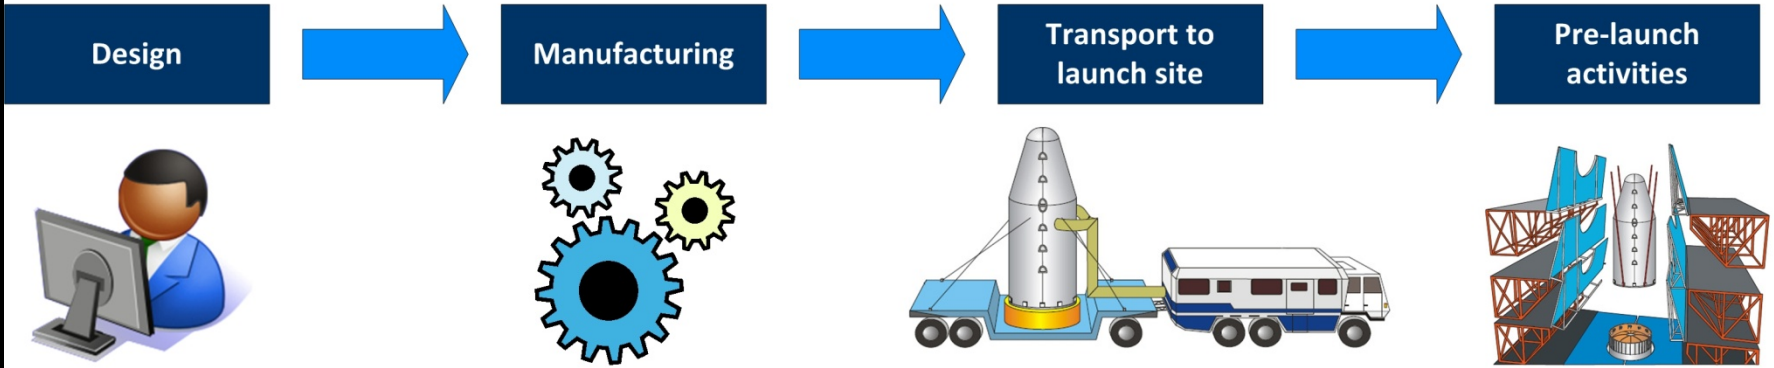 Design
Manufacturing
Transport to
launch site
Pre-launch
activities